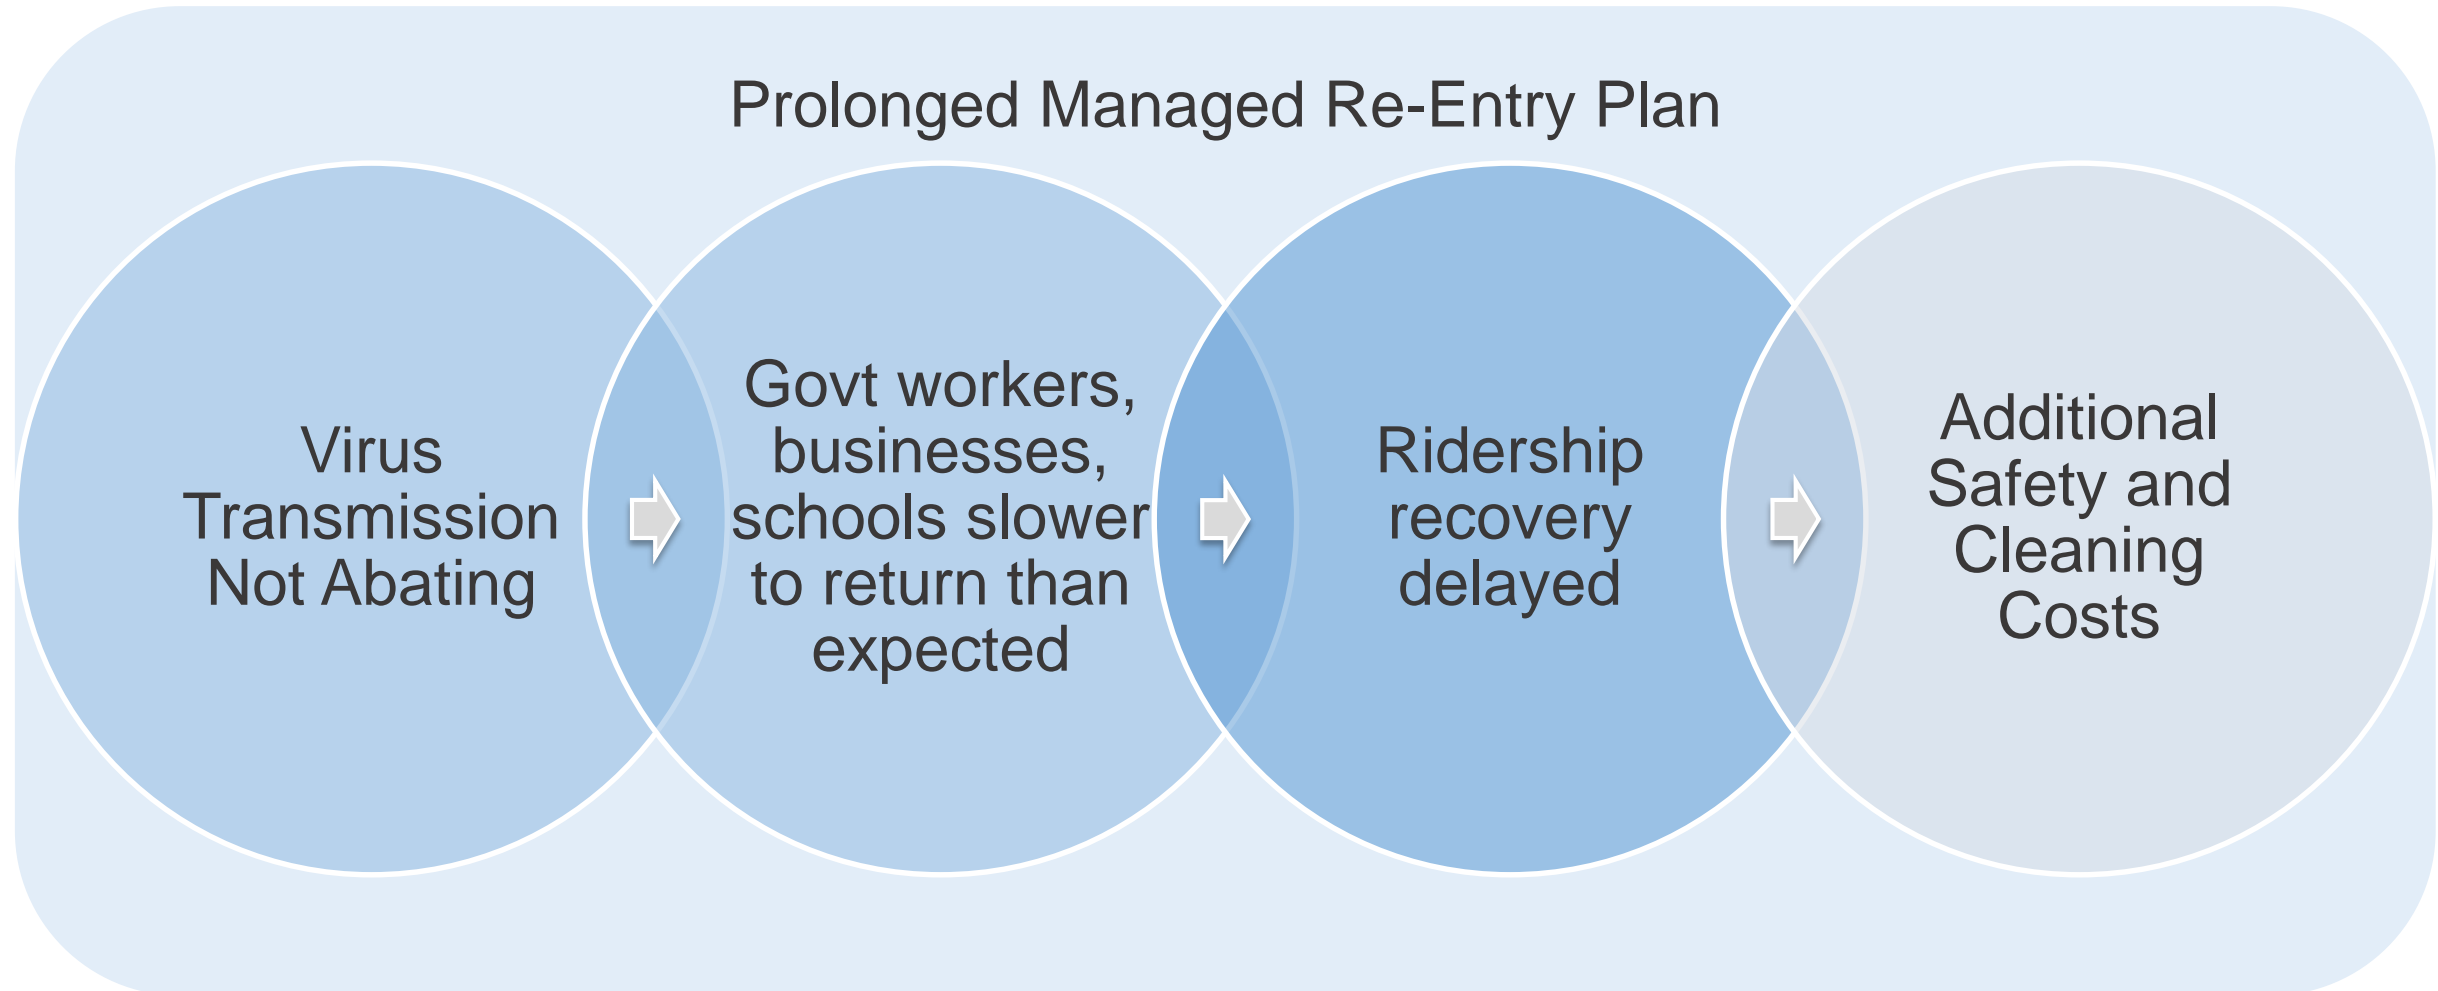 Prolonged Managed Re-Entry Plan
Virus
Transmission
Not Abating
Govt workers,
businesses,
schools slower
to return than
expected
Ridership
recovery
delayed
Additional
Safety and
Cleaning
Costs